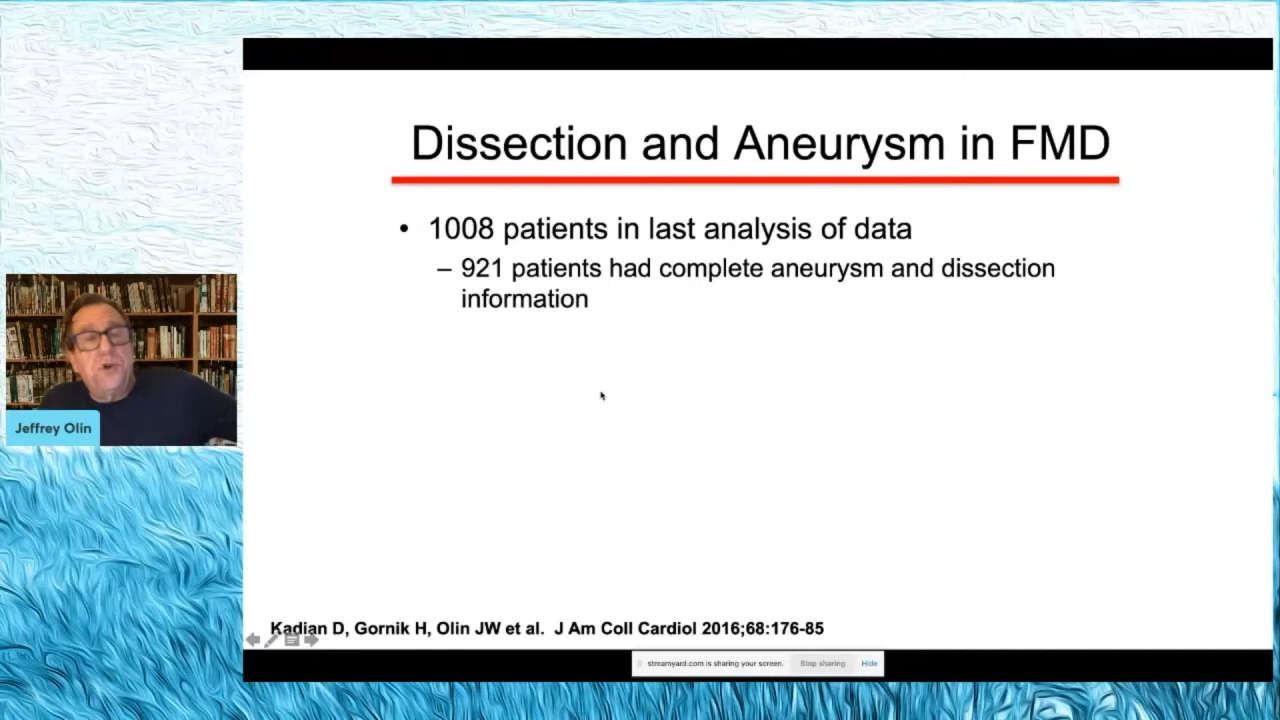 Dissection and Aneurysm in FMD
• 1008 patients in last analysis of data
– 921 patients had complete aneurysm and dissection
information
Jeffrey Olin
Kadian D, Gornik H, Olin JW et al. J Am Coll Cardiol 2016;68:176-85
streamyard.com is sharing your screen. Stop sharing Hide